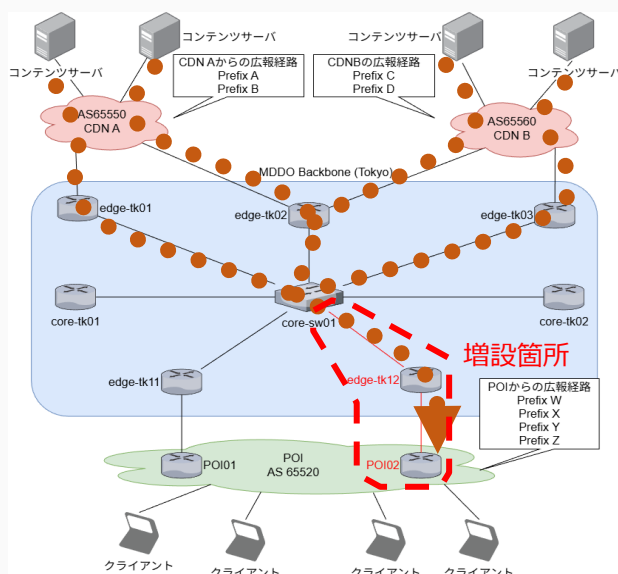 コンテンツサーバ
コンテンツサーバ
コンテンツサーバ
コンテンツサーバ
CDN Aからの広報経路
Prefix A
Prefix B
CDNBの広報経路
Prefix C
Prefix D
AS65550
CDN A
AS65560
CDN B
MDDO Backbone (Tokyo)
edge-tk01
edge-tk02
edge-tk03
core-tk01
core-sw01
core-tk02
増設箇所
edge-tk11
edge-tk12
POIからの広報経路
Prefix W
Prefix X
Prefix Y
Prefix Z
POI01
POI
AS 65520
POI02
クライアント
クライアント
クライアント
クライアント